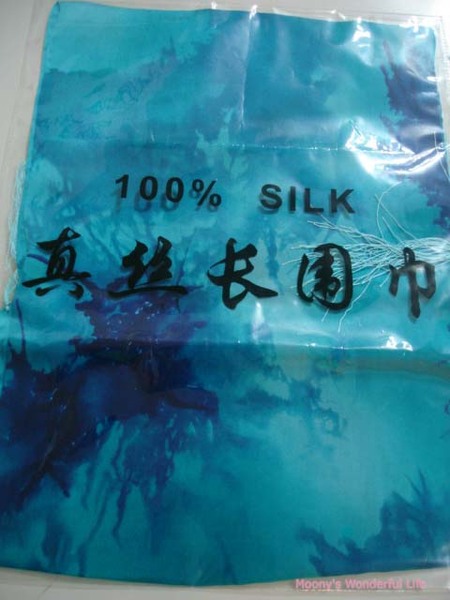 100% SILK
真丝长围巾
Moony's Wonderful Life